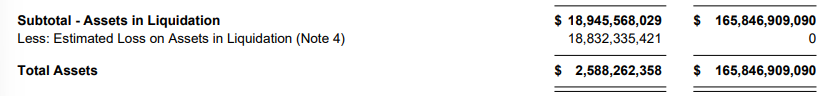 Subtotal - Assets in Liquidation $ 18,945,568,029 $ 165,846,909,090
Less: Estimated Loss on Assets in Liquidation (Note 4) 18,832,335,421 0
Total Assets $ 2,588,262,358 $ 165,846,909,090